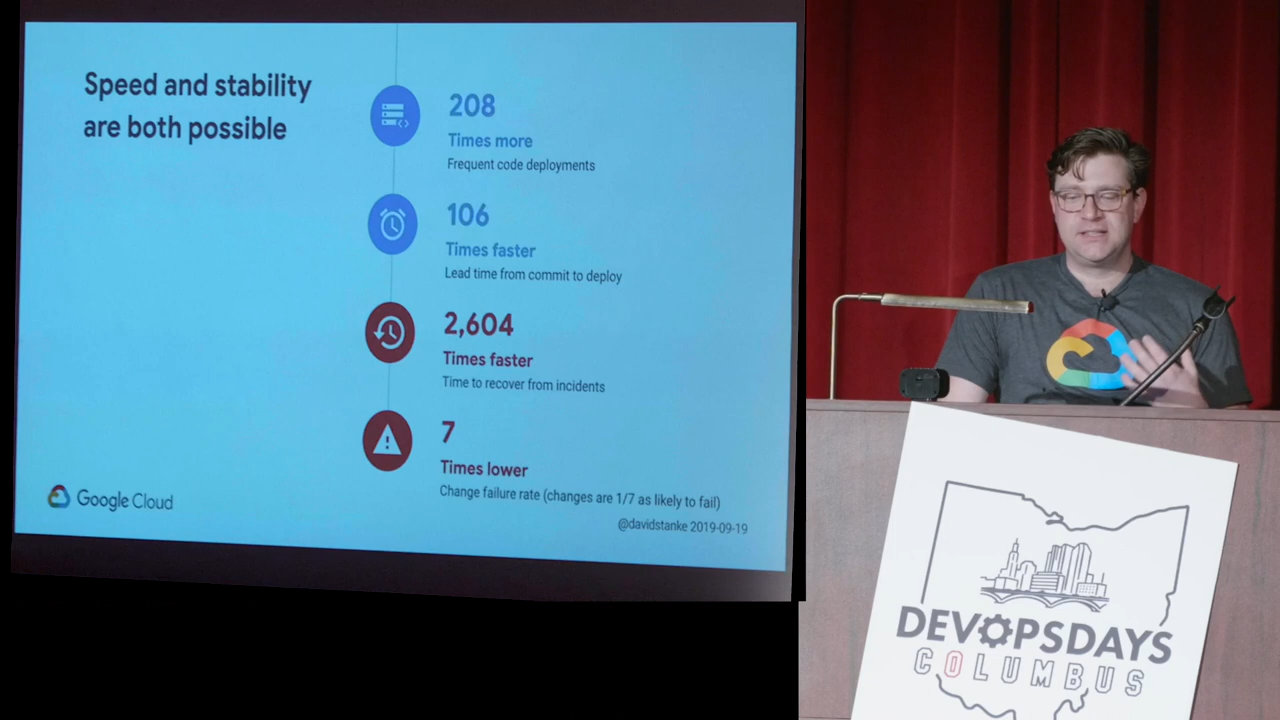 Speed and stability
are both possible
208
Times more
Frequent code deployments
106
Times faster
Lead time from commit to deploy
2,604
Times faster
Time to recover from incidents
7
Times lower
Change failure rate (changes are 1/7 as likely to fail)
Google Cloud
@davidstanke 2019-09-19
DEVOPSDAYS
COLUMBUS